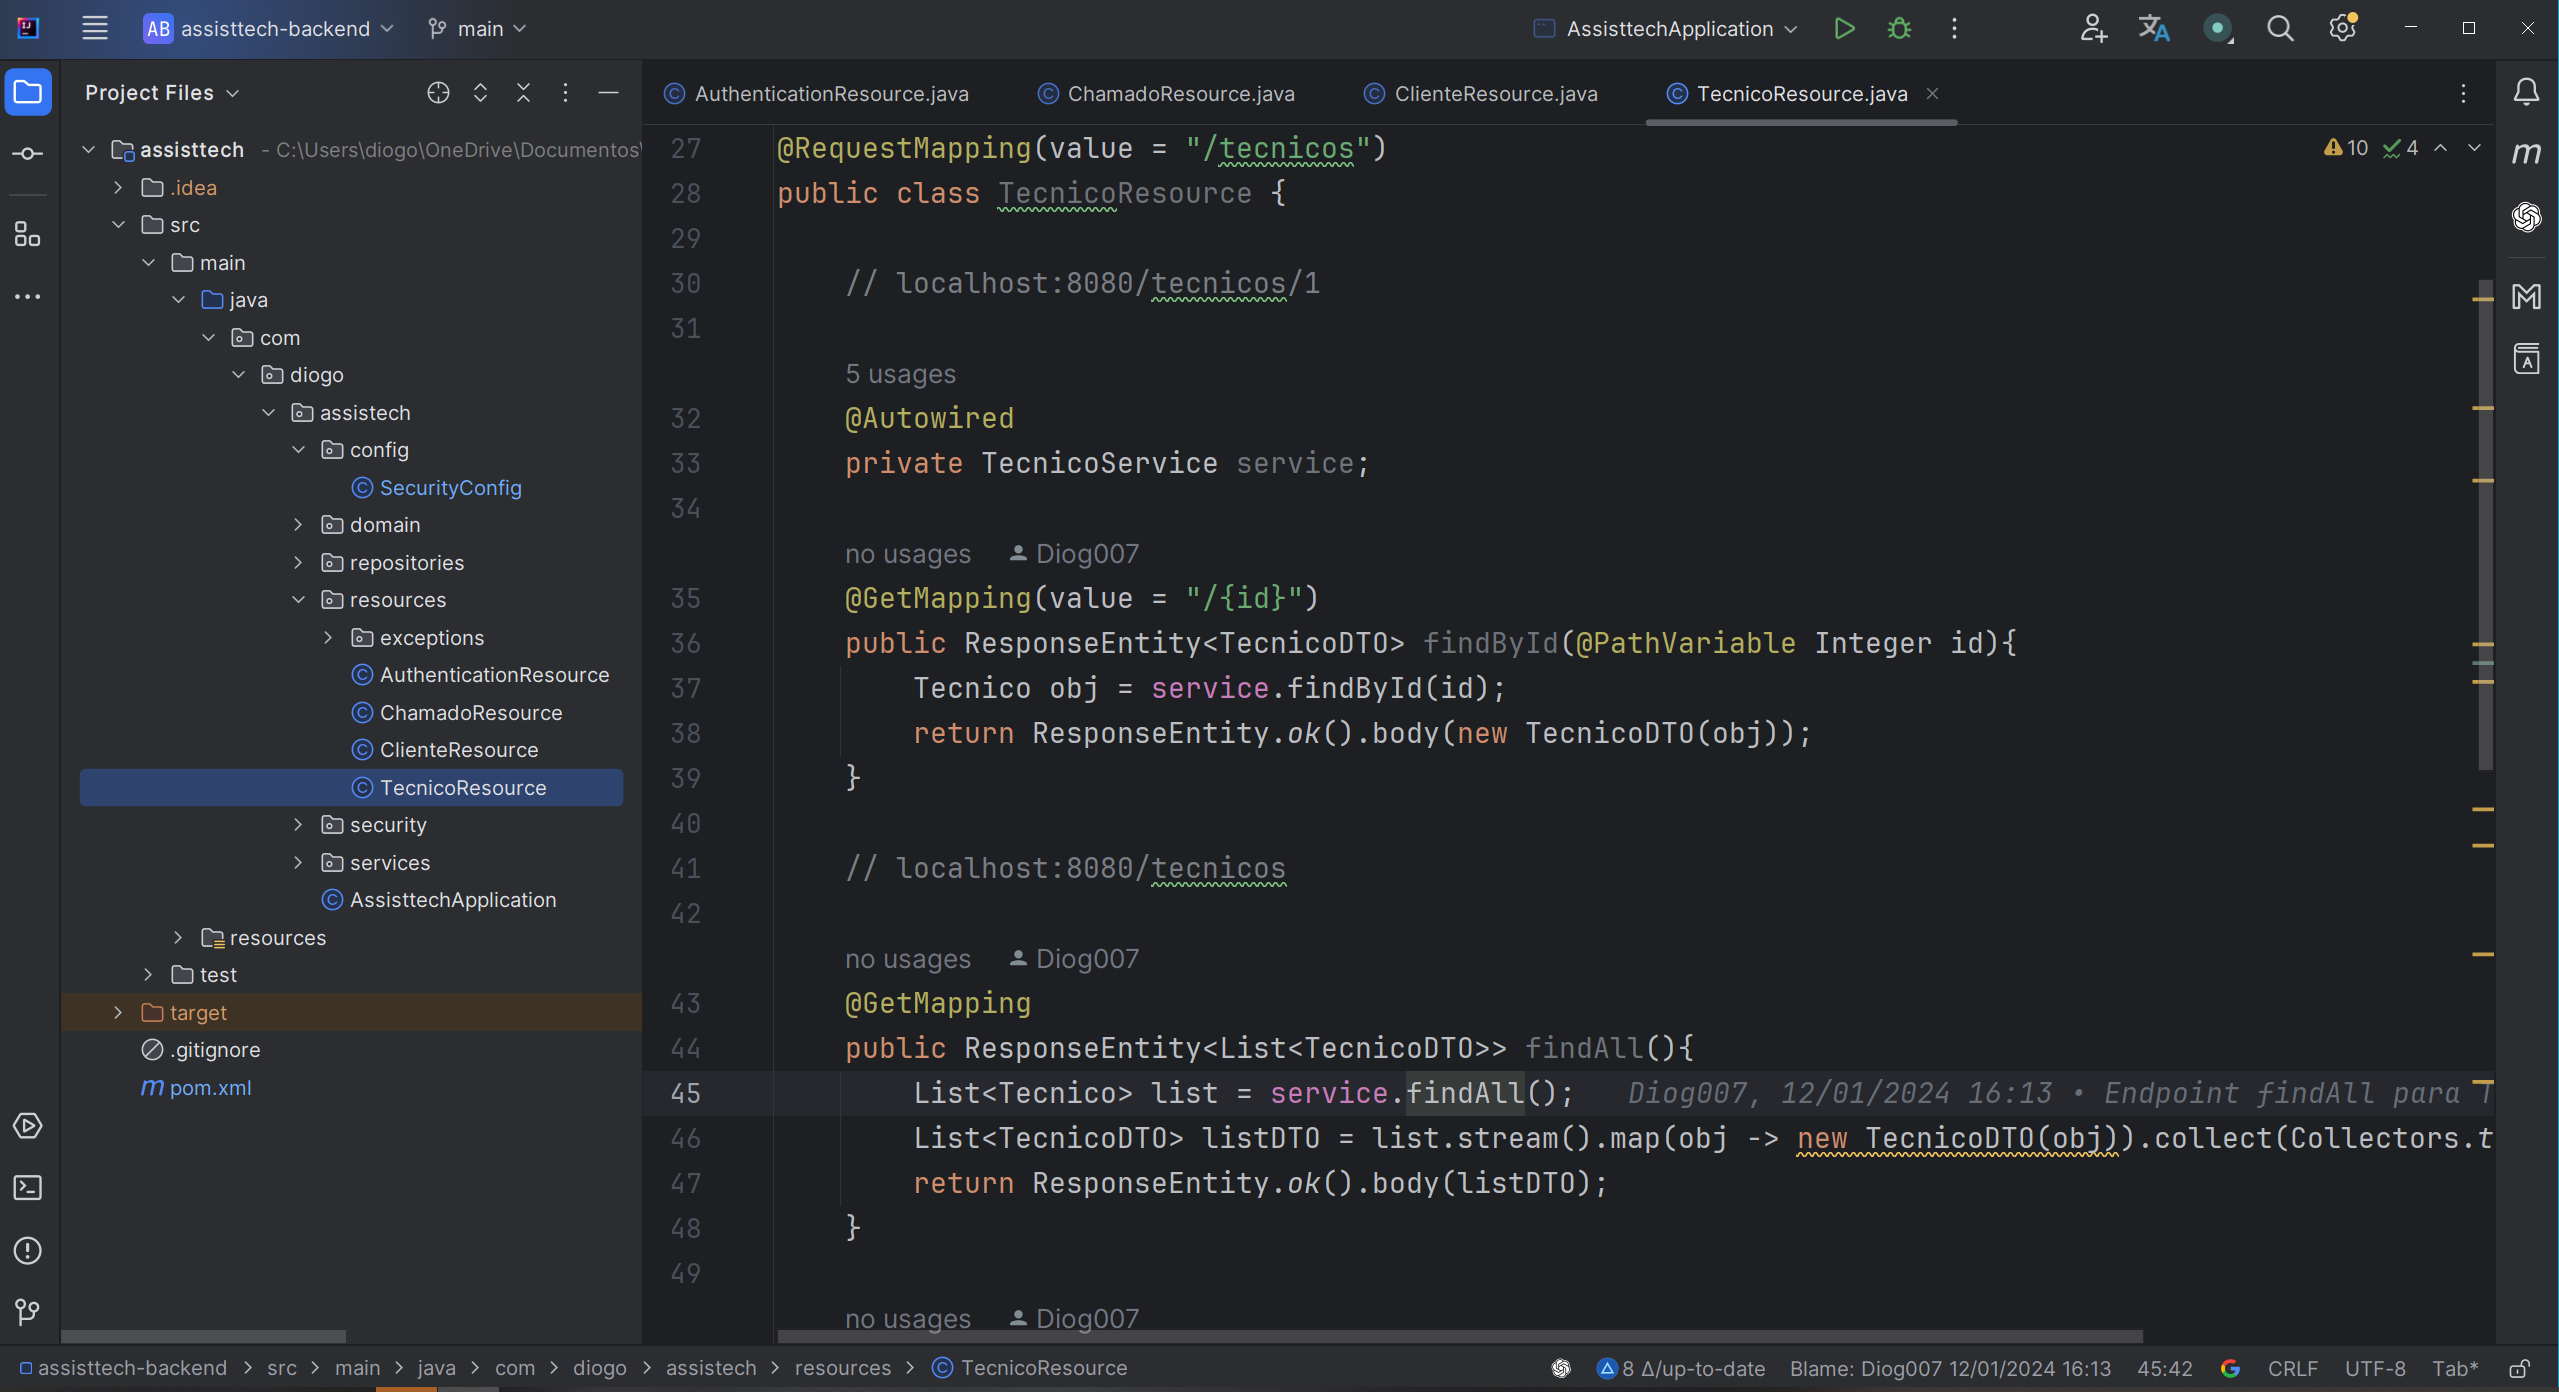 AB assisttech-backend main AssisttechApplication
Project Files
AuthenticationResource.java ChamadoResource.java ClienteResource.java TecnicoResource.java
assisttech - C:\Users\diogo\OneDrive\Documentos\
.idea
src
main
java
com
diogo
assistech
config
SecurityConfig
domain
repositories
resources
exceptions
AuthenticationResource
ChamadoResource
ClienteResource
TecnicoResource
security
services
AssisttechApplication
resources
test
target
.gitignore
m pom.xml
10 4
27 @RequestMapping(value = "/tecnicos")
28 public class TecnicoResource {
29
30 // localhost:8080/tecnicos/1
31
5 usages
32 @Autowired
33 private TecnicoService service;
34
no usages Diog007
35 @GetMapping(value = "/{id}")
36 public ResponseEntity<TecnicoDTO> findById(@PathVariable Integer id){
37 Tecnico obj = service.findById(id);
38 return ResponseEntity.ok().body(new TecnicoDTO(obj));
39 }
40
41 // localhost:8080/tecnicos
42
no usages Diog007
43 @GetMapping
44 public ResponseEntity<List<TecnicoDTO>> findAll(){
45 List<Tecnico> list = service.findAll(); Diog007, 12/01/2024 16:13 • Endpoint findAll para T
46 List<TecnicoDTO> listDTO = list.stream().map(obj -> new TecnicoDTO(obj)).collect(Collectors.t
47 return ResponseEntity.ok().body(listDTO);
48 }
49
no usages Diog007
m
A
assisttech-backend > src > main > java > com > diogo > assistech > resources > TecnicoResource 8 Δ/up-to-date Blame: Diog007 12/01/2024 16:13 45:42 CRLF UTF-8 Tab*